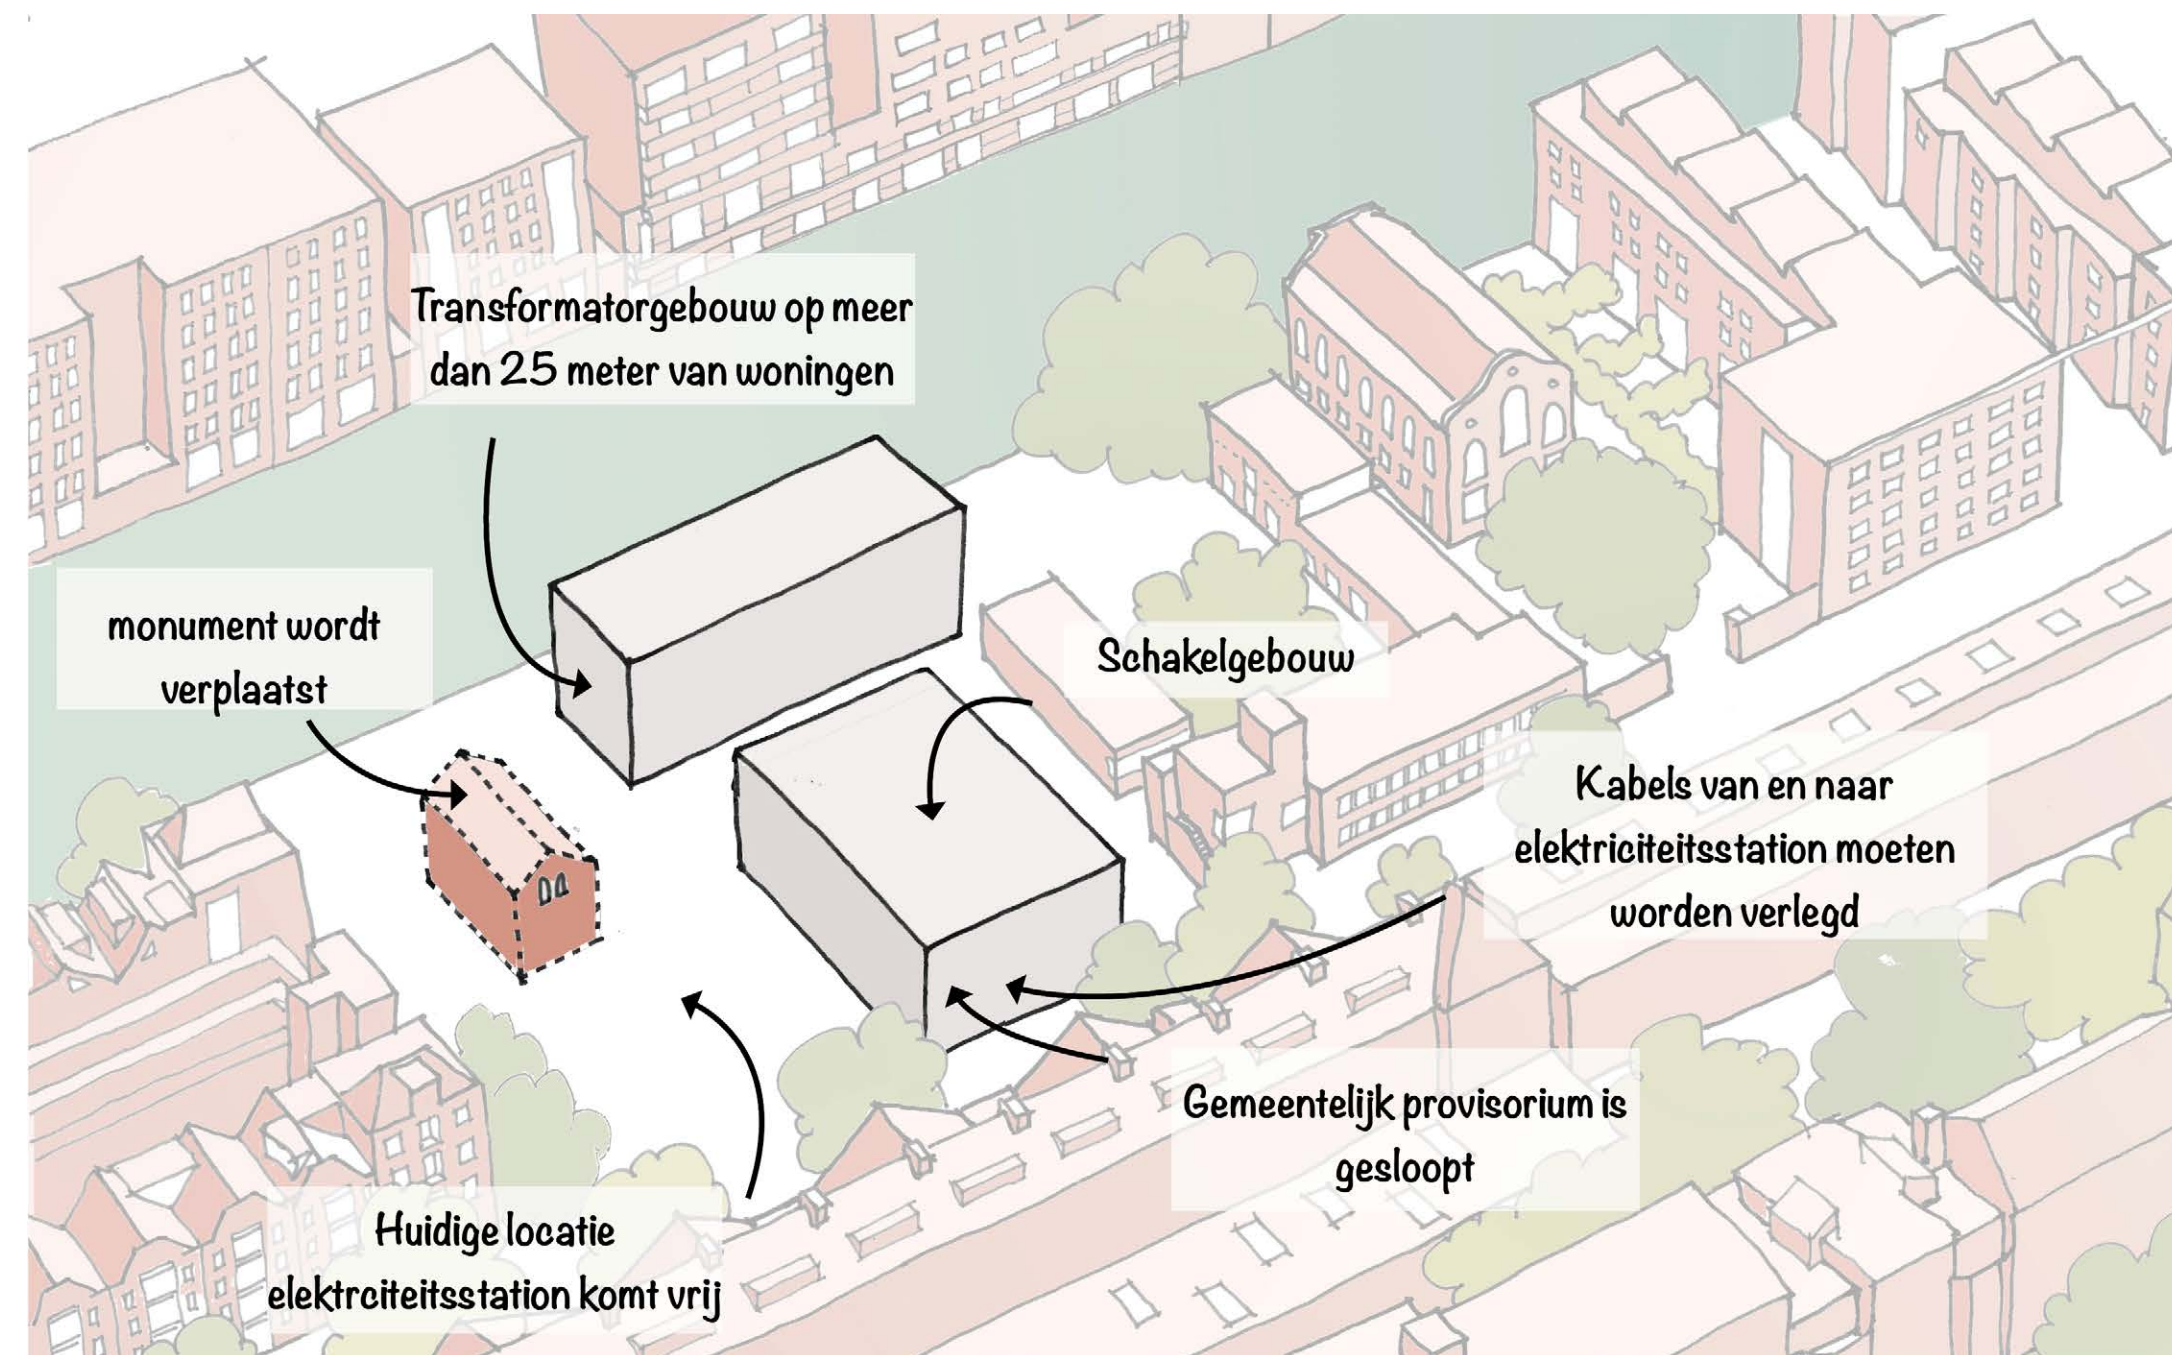 Transformatorgebouw op meer
dan 25 meter van woningen
monument wordt
verplaatst
Schakelgebouw
Kabels van en naar
elektriciteitsstation moeten
worden verlegd
Gemeentelijk provisorium is
gesloopt
Huidige locatie
elektrciteitsstation komt vrij